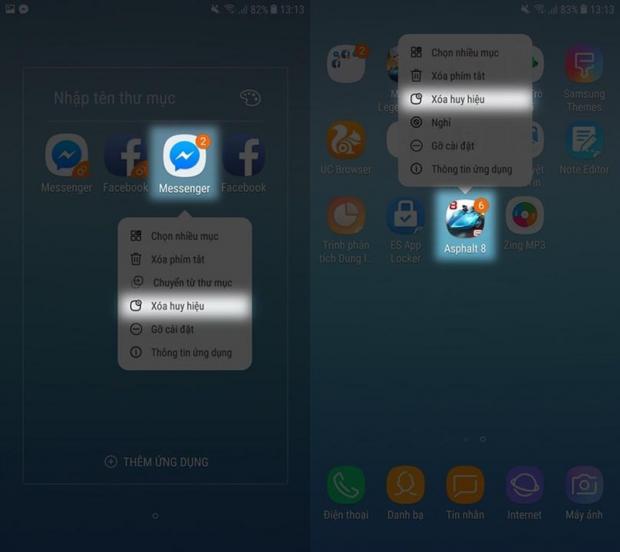 82% 13:13
Nhập tên thư mục
Messenger
Facebook
2
Messenger
Facebook
Chọn nhiều mục
Xóa phím tắt
Chuyển từ thư mục
Xóa huy hiệu
Gỡ cài đặt
Thông tin ứng dụng
THÊM ỨNG DỤNG
83% 13:13
2
Chọn nhiều mục
Xóa phím tắt
Xóa huy hiệu
Nghỉ
Gỡ cài đặt
Thông tin ứng dụng
Samsung
Themes
UC Browser
Note Editor
6
Trình phân
tích Dung l...
ES App
Locker
Asphalt 8
Zing MP3
Điện thoại
Danh bạ
Tin nhắn
Internet
Máy ảnh